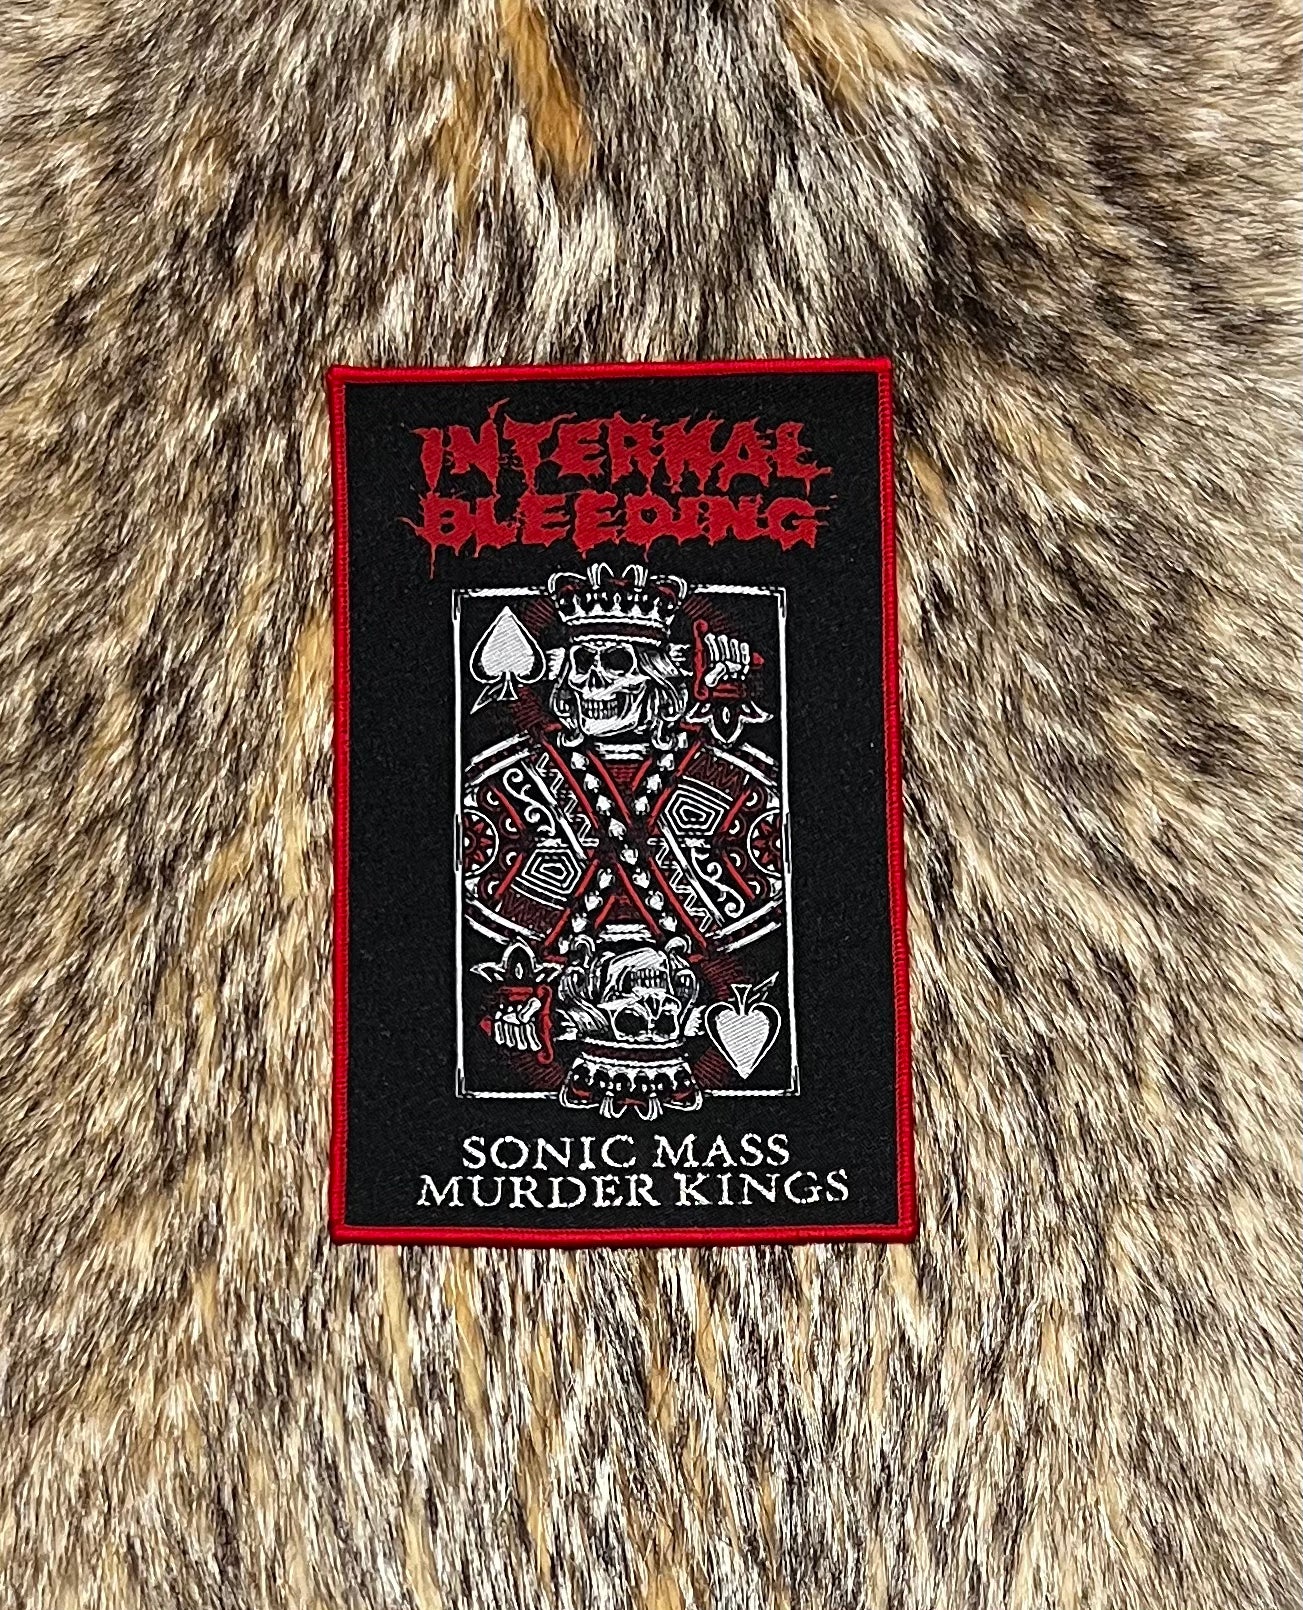 INTERNAL
BLEEDING
SONIC MASS
MURDER KINGS